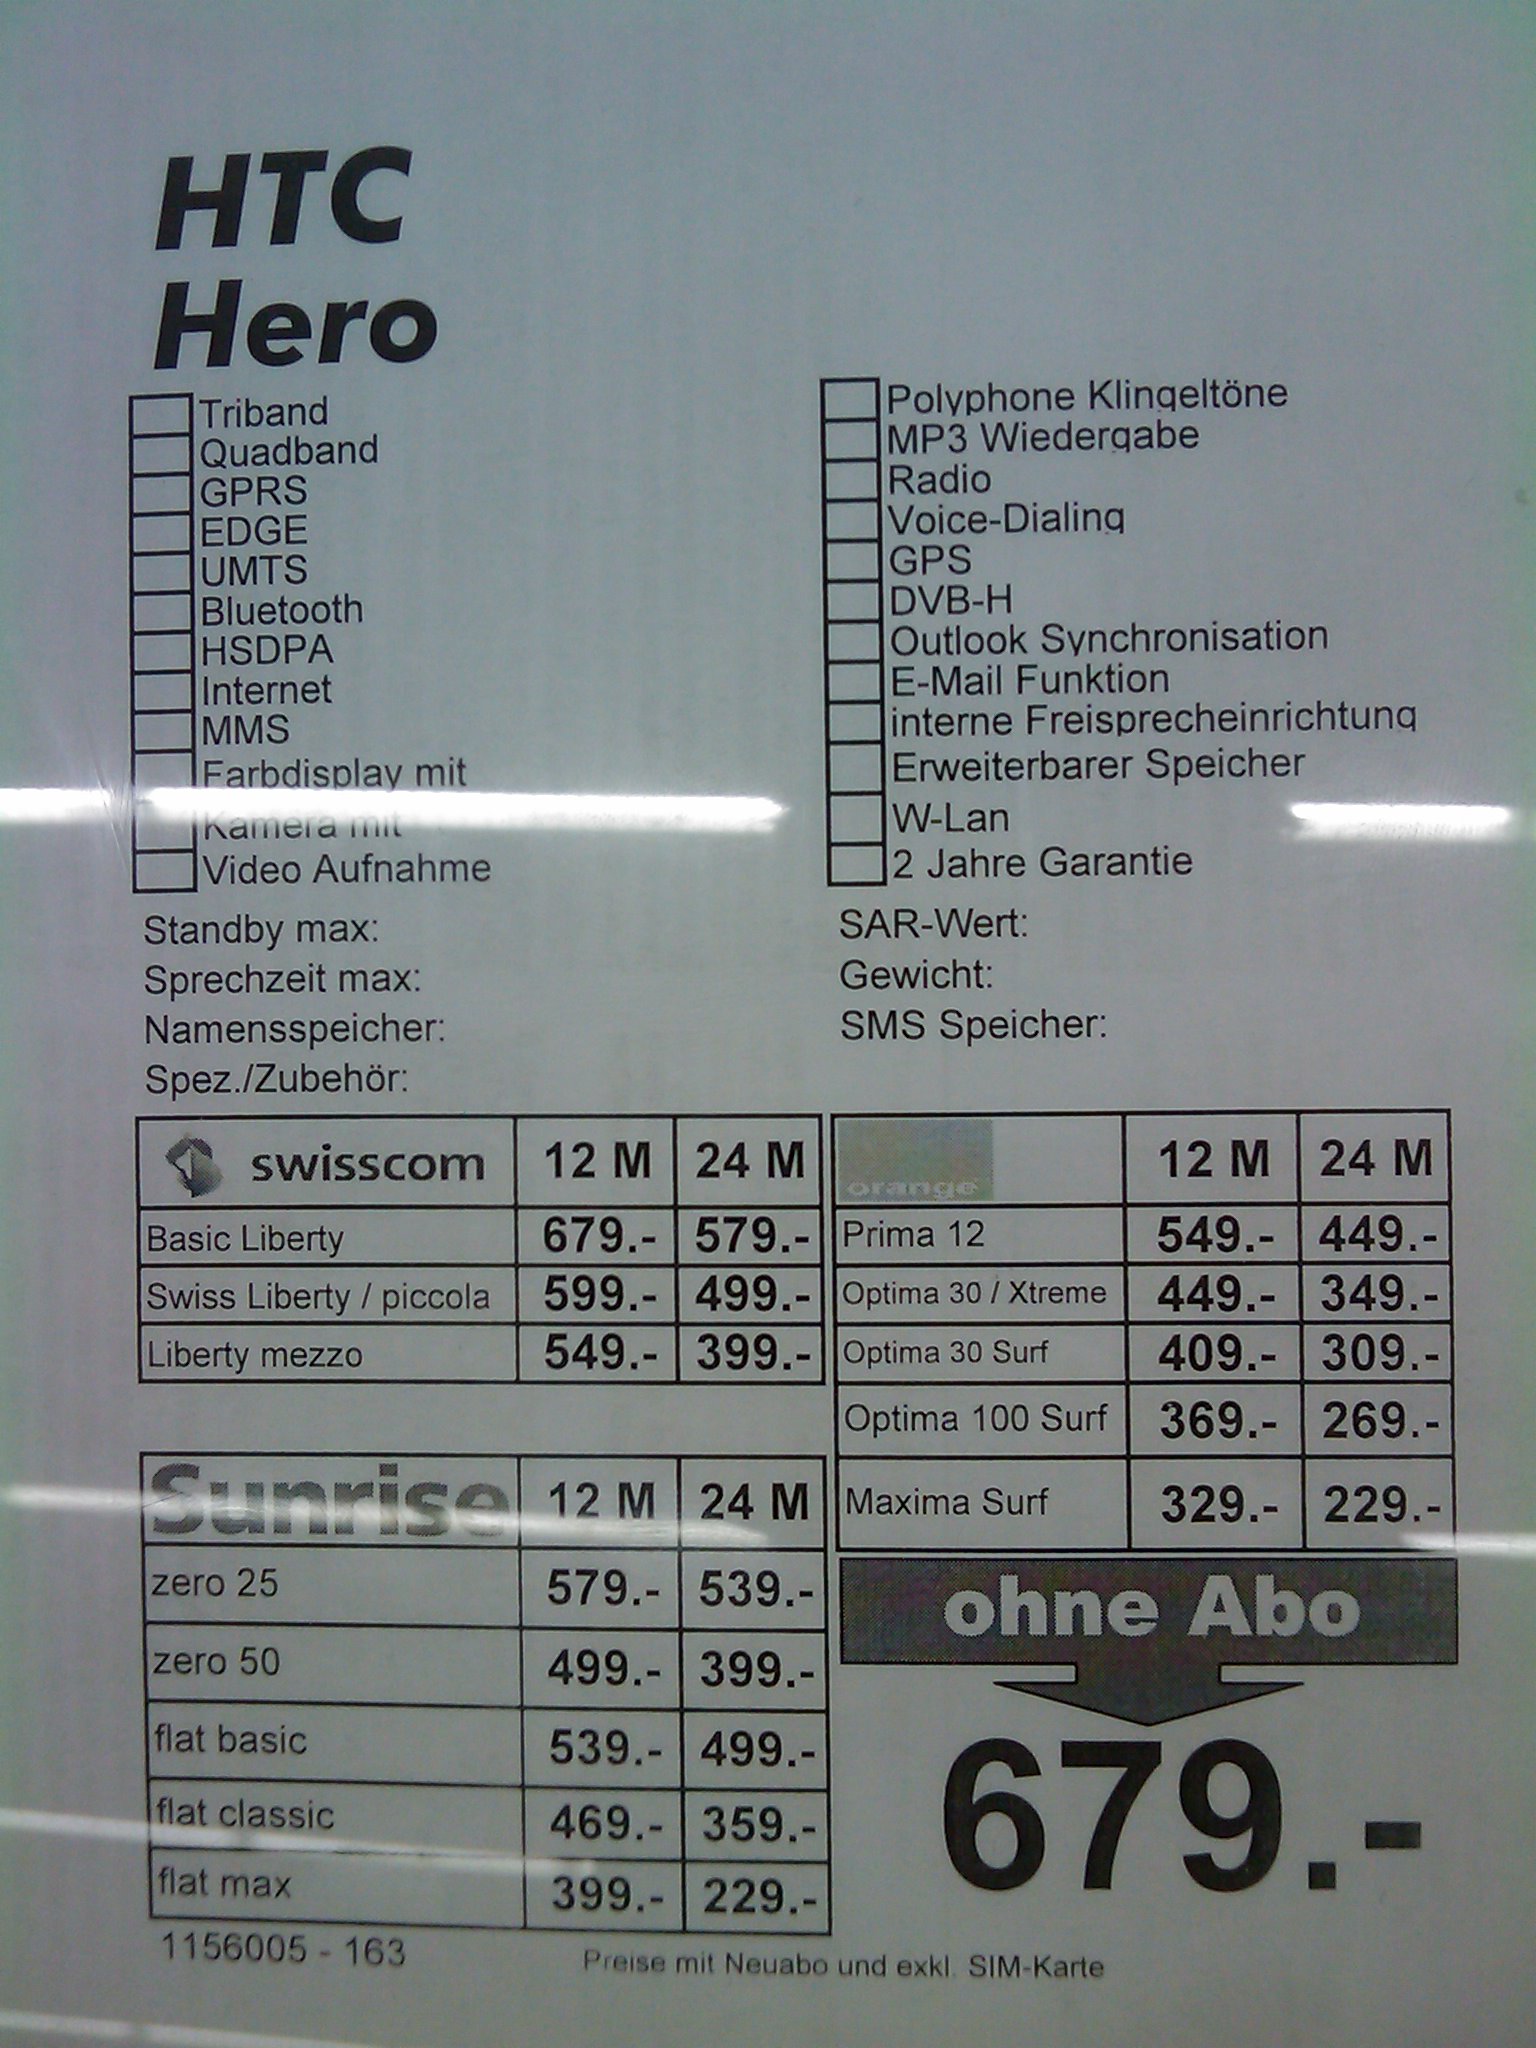 HTC
Hero
Triband
Quadband
GPRS
EDGE
UMTS
Bluetooth
HSDPA
Internet
MMS
Farbdisplay mit
Kamera mit
Video Aufnahme
Polyphone Klingeltöne
MP3 Wiedergabe
Radio
Voice-Dialing
GPS
DVB-H
Outlook Synchronisation
E-Mail Funktion
interne Freisprecheinrichtung
Erweiterbarer Speicher
W-Lan
2 Jahre Garantie
Standby max:
Sprechzeit max:
Namensspeicher:
Spez./Zubehör:
SAR-Wert:
Gewicht:
SMS Speicher:
swisscom 12 M 24 M
Basic Liberty 679.- 579.-
Swiss Liberty / piccola 599.- 499.-
Liberty mezzo 549.- 399.-
orange 12 M 24 M
Prima 12 549.- 449.-
Optima 30 / Xtreme 449.- 349.-
Optima 30 Surf 409.- 309.-
Optima 100 Surf 369.- 269.-
Maxima Surf 329.- 229.-
Sunrise 12 M 24 M
zero 25 579.- 539.-
zero 50 499.- 399.-
flat basic 539.- 499.-
flat classic 469.- 359.-
flat max 399.- 229.-
ohne Abo
679.-
1156005 - 163
Preise mit Neuabo und exkl. SIM-Karte